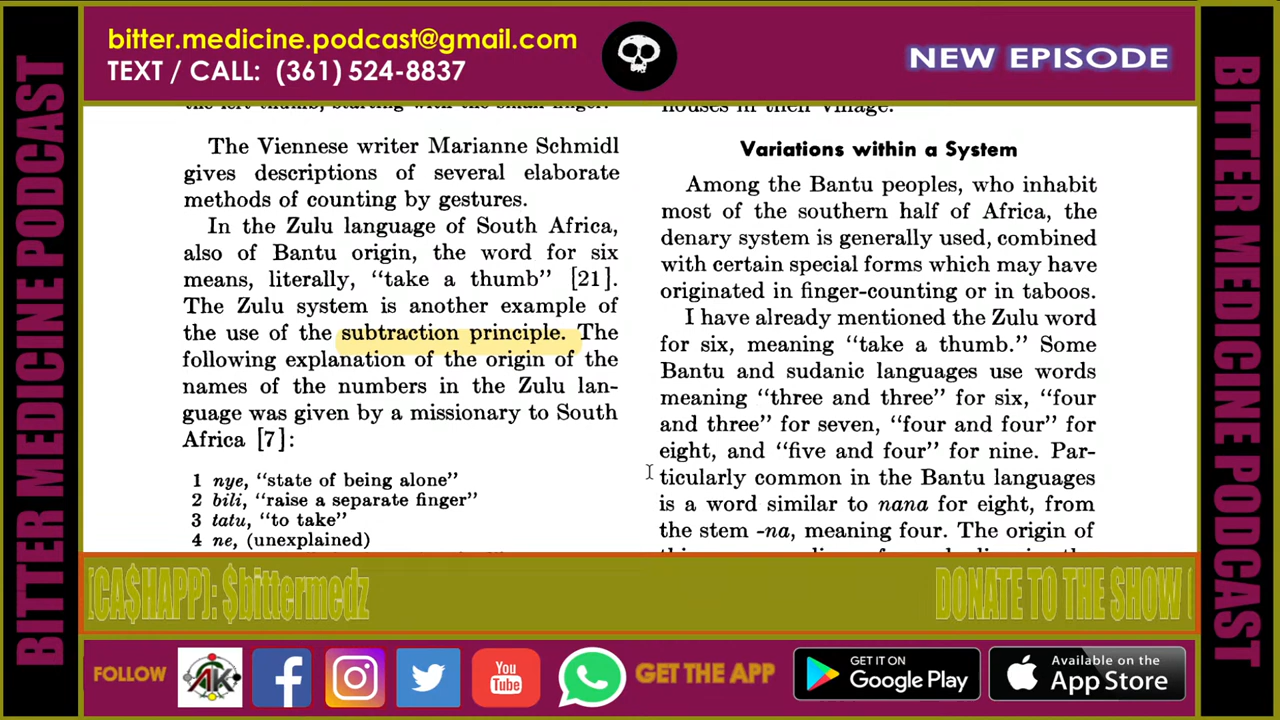 bitter.medicine.podcast@gmail.com
TEXT / CALL: (361) 524-8837
NEW EPISODE
BITTER MEDICINE PODCAST
the left thumb, starting with the small finger.
The Viennese writer Marianne Schmidl
gives descriptions of several elaborate
methods of counting by gestures.
In the Zulu language of South Africa,
also of Bantu origin, the word for six
means, literally, “take a thumb” [21].
The Zulu system is another example of
the use of the subtraction principle. The
following explanation of the origin of the
names of the numbers in the Zulu lan-
guage was given by a missionary to South
Africa [7]:
1 nye, “state of being alone”
2 bili, “raise a separate finger”
3 tatu, “to take”
4 ne, (unexplained)
houses in their village.
Variations within a System
Among the Bantu peoples, who inhabit
most of the southern half of Africa, the
denary system is generally used, combined
with certain special forms which may have
originated in finger-counting or in taboos.
I have already mentioned the Zulu word
for six, meaning “take a thumb.” Some
Bantu and sudanic languages use words
meaning “three and three” for six, “four
and three” for seven, “four and four” for
eight, and “five and four” for nine. Par-
ticularly common in the Bantu languages
is a word similar to nana for eight, from
the stem -na, meaning four. The origin of
BITTER MEDICINE PODCAST
(CA$HAPP): $bittermedz
DONATE TO THE SHOW (
FOLLOW
You
Tube
GET THE APP
GET IT ON
Google Play
Available on the
App Store